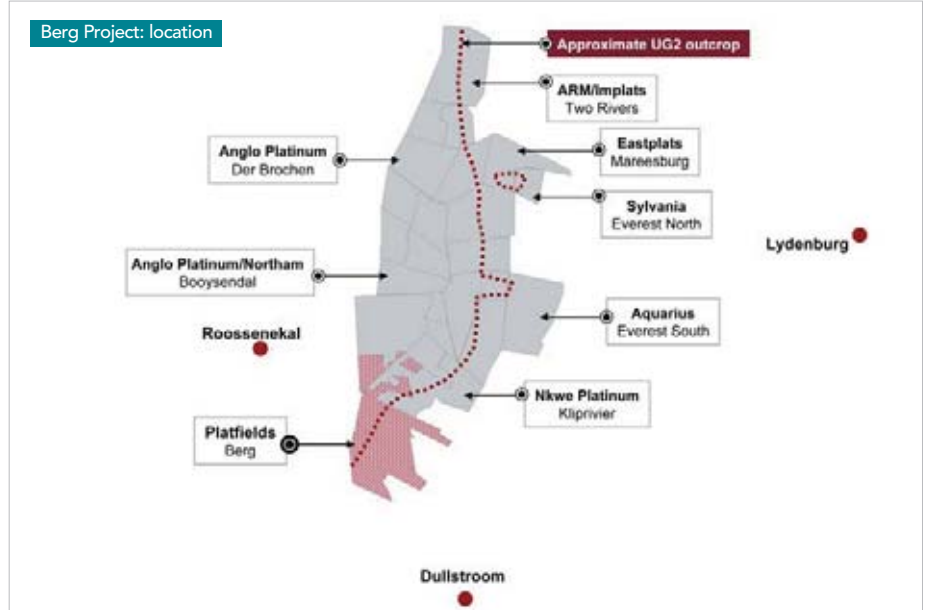 Berg Project: location
Approximate UG2 outcrop
ARM/Implats
Two Rivers
Anglo Platinum
Der Brochen
Eastplats
Mareesburg
Sylvania
Everest North
Lydenburg
Anglo Platinum/Northam
Booysendal
Aquarius
Everest South
Roossenekal
Nkwe Platinum
Kliprivier
Platfields
Berg
Dullstroom